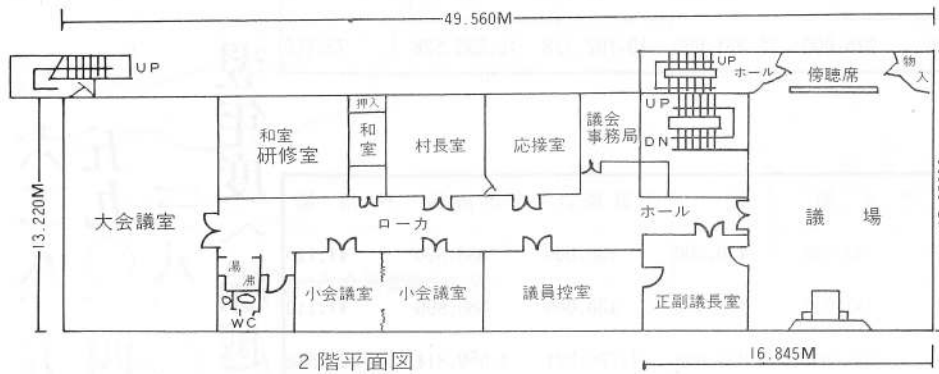 49.560M
UP
UP
ホール
傍聴席
物入
押入
和室
研修室
和室
村長室
応接室
議会
事務局
UP
DN
13.220M
大会議室
ローカ
ホール
議場
湯沸
WC
小会議室
小会議室
議員控室
正副議長室
2階平面図
16.845M